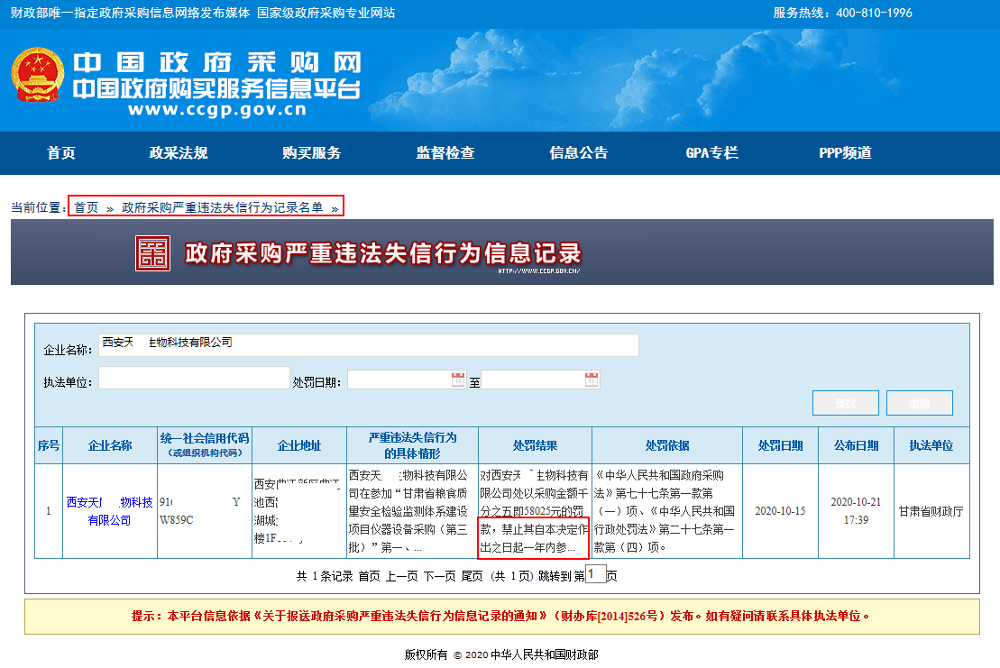 财政部唯一指定政府采购信息网络发布媒体 国家级政府采购专业网站
服务热线：400-810-1996
中国政府采购网
中国政府购买服务信息平台
www.ccgp.gov.cn
首页 政采法规 购买服务 监督检查 信息公告 GPA专栏 PPP频道
当前位置： 首页 » 政府采购严重违法失信行为记录名单 »
政府采购严重违法失信行为信息记录
HTTP://WWW.CCGP.GOV.CN/
企业名称： 西安天 生物科技有限公司
执法单位： 处罚日期： 至
查找 重置
序号
企业名称
统一社会信用代码
（或组织机构代码）
企业地址
严重违法失信行为
的具体情形
处罚结果
处罚依据
处罚日期
公布日期
执法单位
1
西安天 物科技
有限公司
91 Y
W859C
西安
池西
湖城
楼1F
西安天 物科技有限公
司在参加“甘肃省粮食质
量安全检验监测体系建设
项目仪器设备采购（第三
批）”第一、...
对西安天 生物科技有
限公司处以采购金额千
分之五即58025元的罚
款，禁止其自本决定作
出之日起一年内参...
《中华人民共和国政府采购
法》第七十七条第一款第
（一）项、《中华人民共和国
行政处罚法》第二十七条第一
款第（四）项。
2020-10-15
2020-10-21
17:39
甘肃省财政厅
共 1 条记录 首页 上一页 下一页 尾页 (共 1 页) 跳转到 第 1 页
提示：本平台信息依据《关于报送政府采购严重违法失信行为信息记录的通知》（财办库[2014]526号）发布。如有疑问请联系具体执法单位。
版权所有 © 2020 中华人民共和国财政部